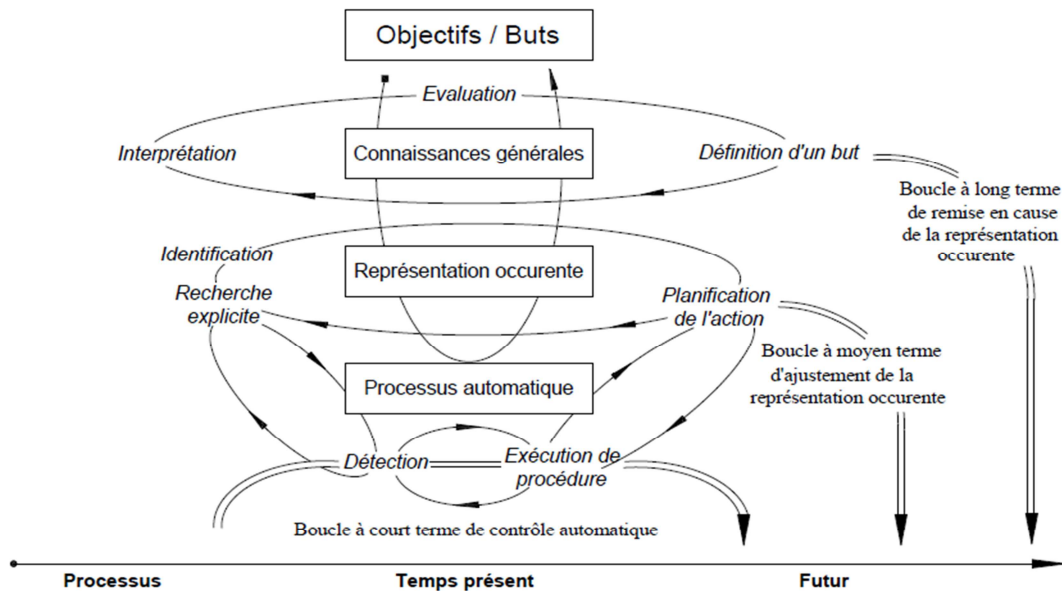 Objectifs / Buts
Evaluation
Interprétation
Connaissances générales
Définition d'un but
Boucle à long terme
de remise en cause
de la représentation
occurente
Identification
Représentation occurente
Recherche
explicite
Planification
de l'action
Boucle à moyen terme
d'ajustement de la
représentation occurente
Processus automatique
Détection
Exécution de
procédure
Boucle à court terme de contrôle automatique
Processus
Temps présent
Futur